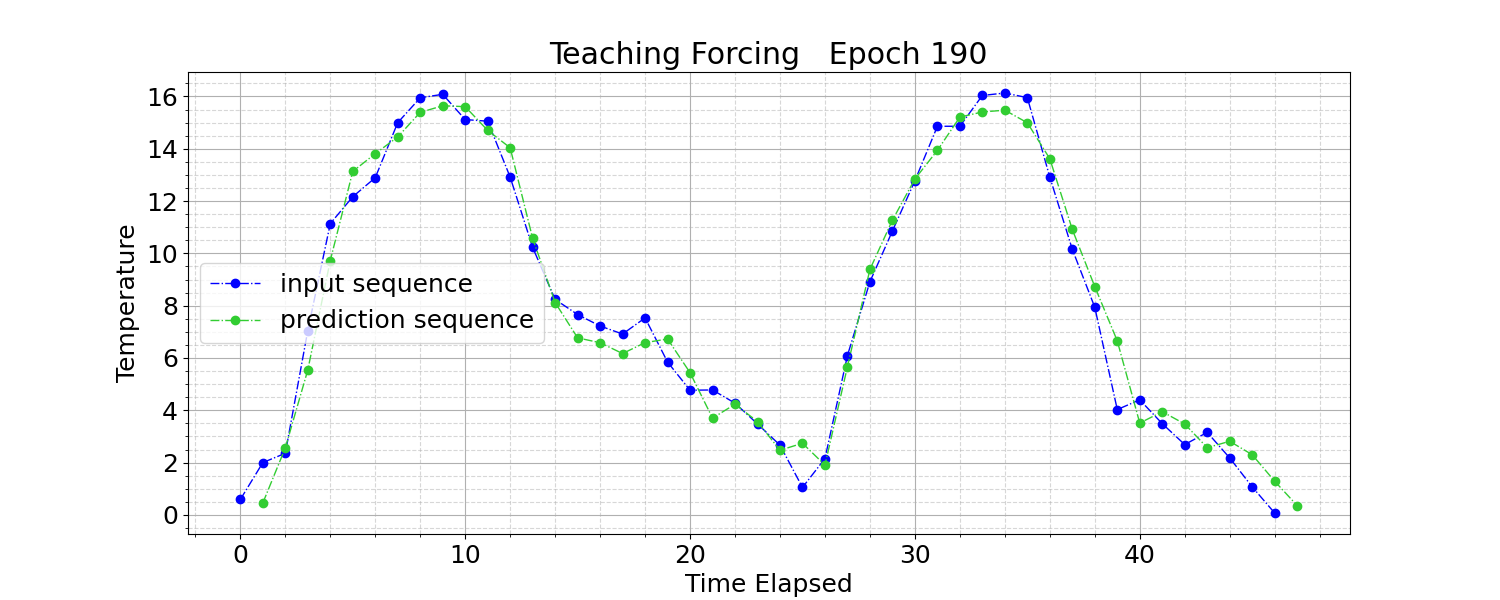 Teaching Forcing   Epoch 190
16
14
12
10
8
6
4
2
0
Temperature
input sequence
prediction sequence
0 10 20 30 40
Time Elapsed